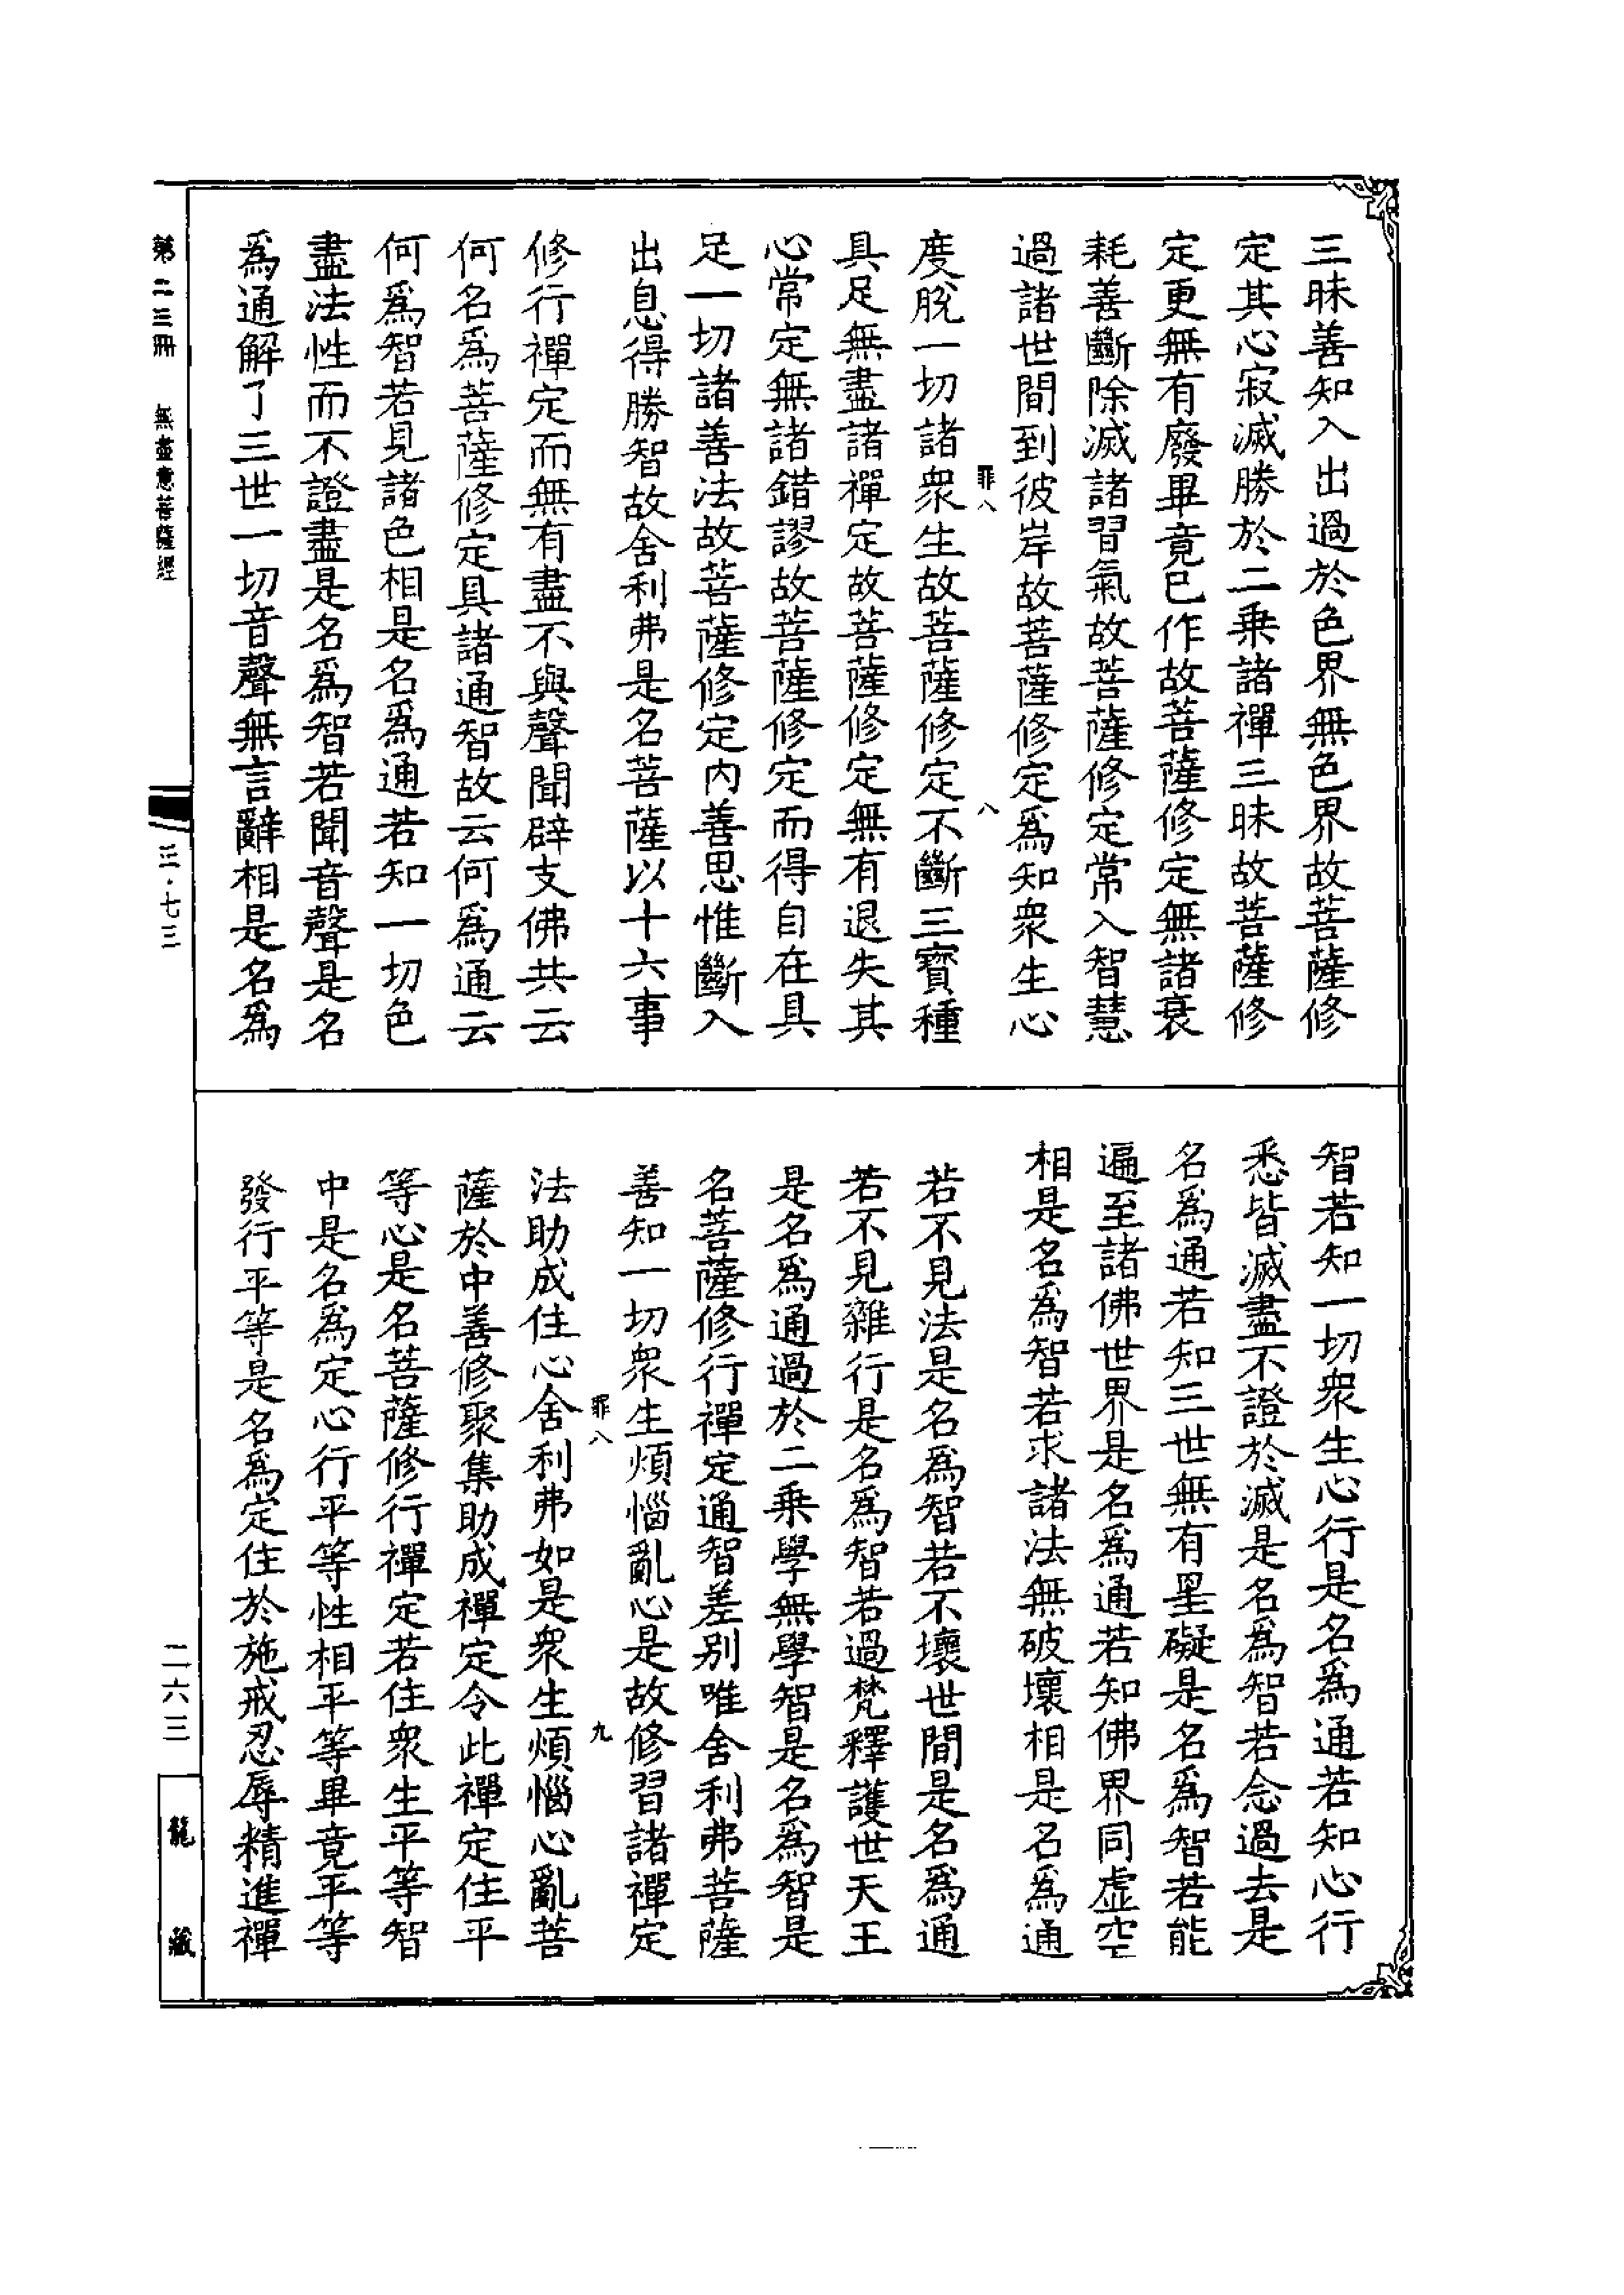 三昧善知入出過於色界無色界故菩薩修
定其心寂滅勝於二乘諸禪三昧故菩薩修
定更無有廢畢竟已作故菩薩修定無諸衰
耗善斷除滅諸習氣故菩薩修定常入智慧
過諸世間到彼岸故菩薩修定爲知衆生心
罪八
八
度脫一切諸衆生故菩薩修定不斷三寶種
具足無盡諸禪定故菩薩修定無有退失其
心常定無諸錯謬故菩薩修定而得自在具
足一切諸善法故菩薩修定內善思惟斷入
出息得勝智故舍利弗是名菩薩以十六事
修行禪定而無有盡不與聲聞辟支佛共云
何名爲菩薩修定具諸通智故云何爲通云
何爲智若見諸色相是名爲通若知一切色
盡法性而不證盡是名爲智若聞音聲是名
爲通解了三世一切音聲無言辭相是名爲
智若知一切衆生心行是名爲通若知心行
悉皆滅盡不證於滅是名爲智若念過去是
名爲通若知三世無有罣礙是名爲智若能
遍至諸佛世界是名爲通若知佛界同虛空
相是名爲智若求諸法無破壞相是名爲通
若不見法是名爲智若不壞世間是名爲通
若不見雜行是名爲智若過梵釋護世天王
是名爲通過於二乘學無學智是名爲智是
名菩薩修行禪定通智差別唯舍利弗菩薩
善知一切衆生煩惱亂心是故修習諸禪定
罪八
九
法助成住心舍利弗如是衆生煩惱心亂菩
薩於中善修聚集助成禪定令此禪定住平
等心是名菩薩修行禪定若住衆生平等智
中是名爲定心行平等性相平等畢竟平等
發行平等是名爲定住於施戒忍辱精進禪
第二三冊 無盡意菩薩經
三·七三
二六三
龍藏